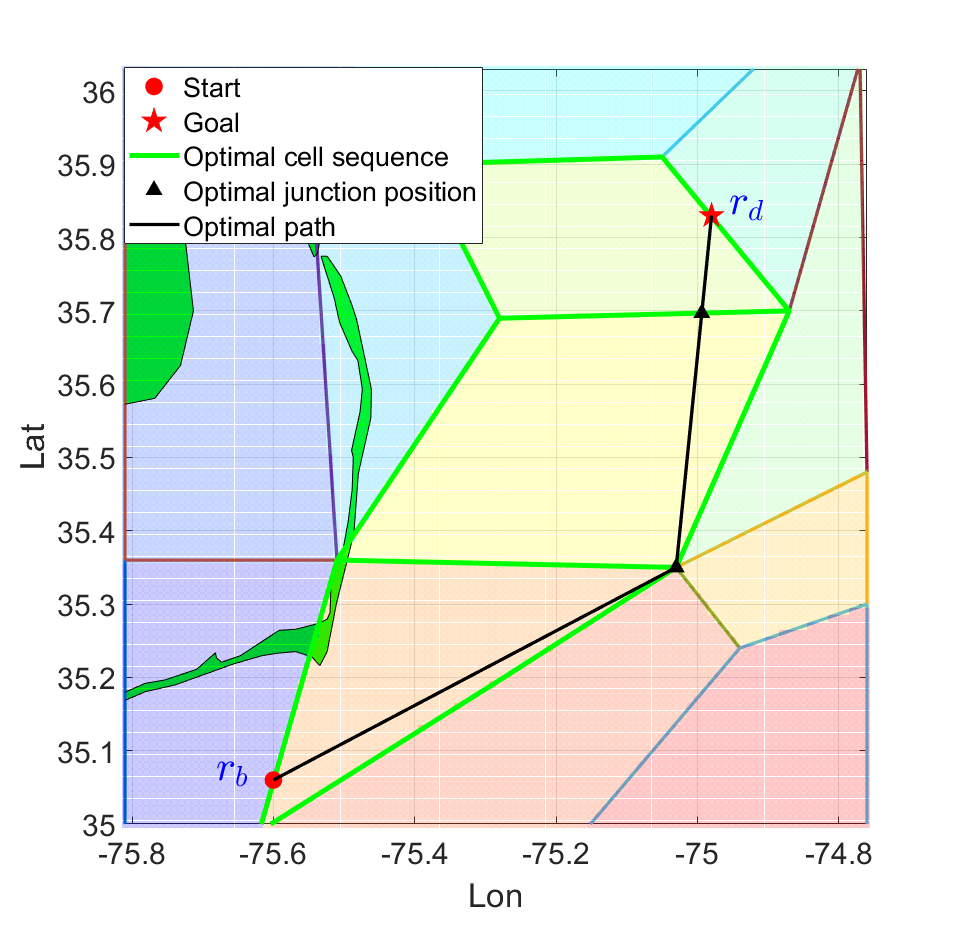 Start
Goal
Optimal cell sequence
Optimal junction position
Optimal path
36
35.9
35.8
35.7
35.6
35.5
35.4
35.3
35.2
35.1
35
Lat
r_d
r_b
-75.8 -75.6 -75.4 -75.2 -75 -74.8
Lon